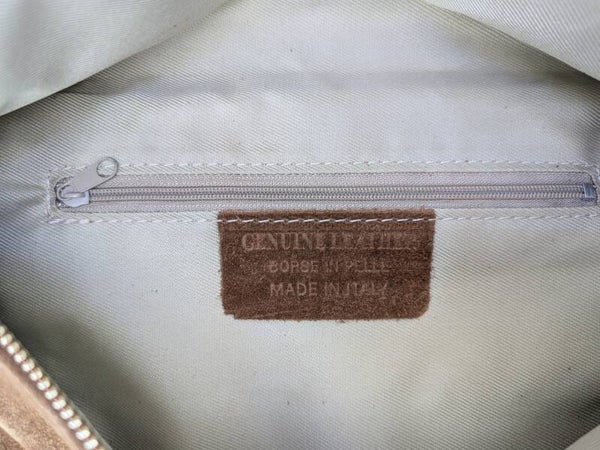 GENUINE LEATHER
BORSE IN PELLE
MADE IN ITALY